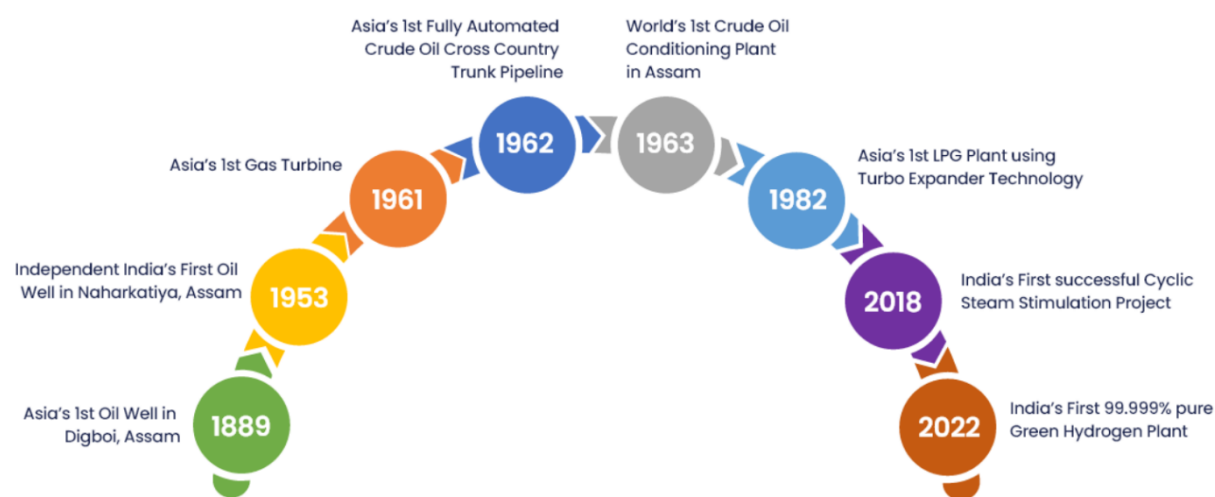 Asia's 1st Oil Well in
Digboi, Assam
1889
Independent India's First Oil
Well in Naharkatiya, Assam
1953
Asia's 1st Gas Turbine
1961
Asia's 1st Fully Automated
Crude Oil Cross Country
Trunk Pipeline
1962
World's 1st Crude Oil
Conditioning Plant
in Assam
1963
Asia's 1st LPG Plant using
Turbo Expander Technology
1982
India's First successful Cyclic
Steam Stimulation Project
2018
India's First 99.999% pure
Green Hydrogen Plant
2022